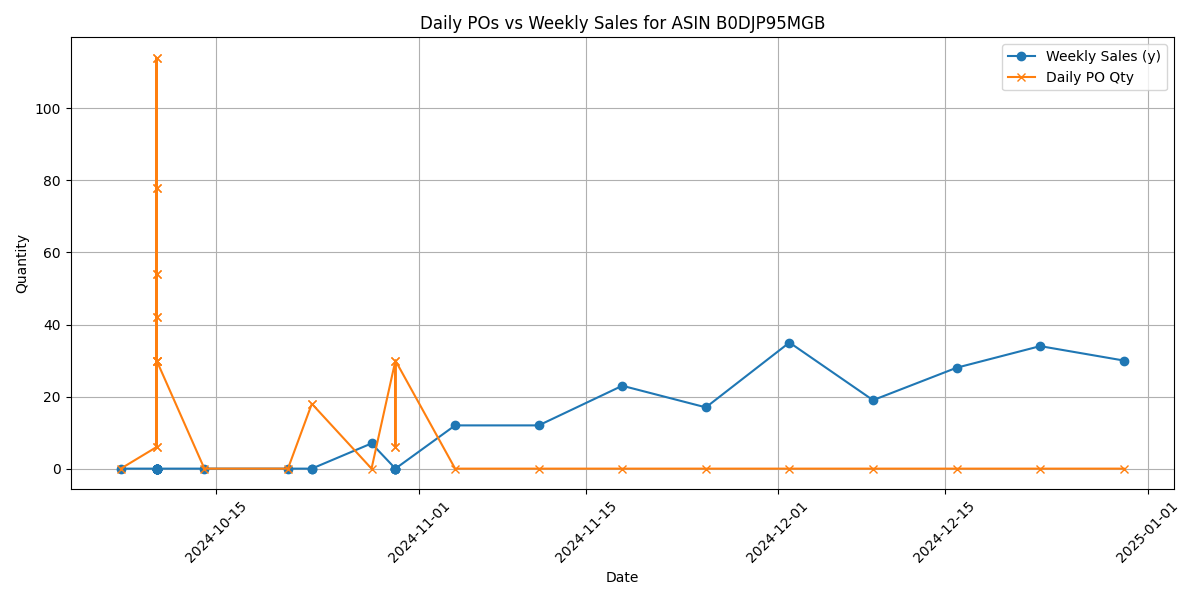 Daily POs vs Weekly Sales for ASIN B0DJP95MGB
Weekly Sales (y)
Daily PO Qty
Quantity
100
80
60
40
20
0
2024-10-15
2024-11-01
2024-11-15
2024-12-01
2024-12-15
2025-01-01
Date